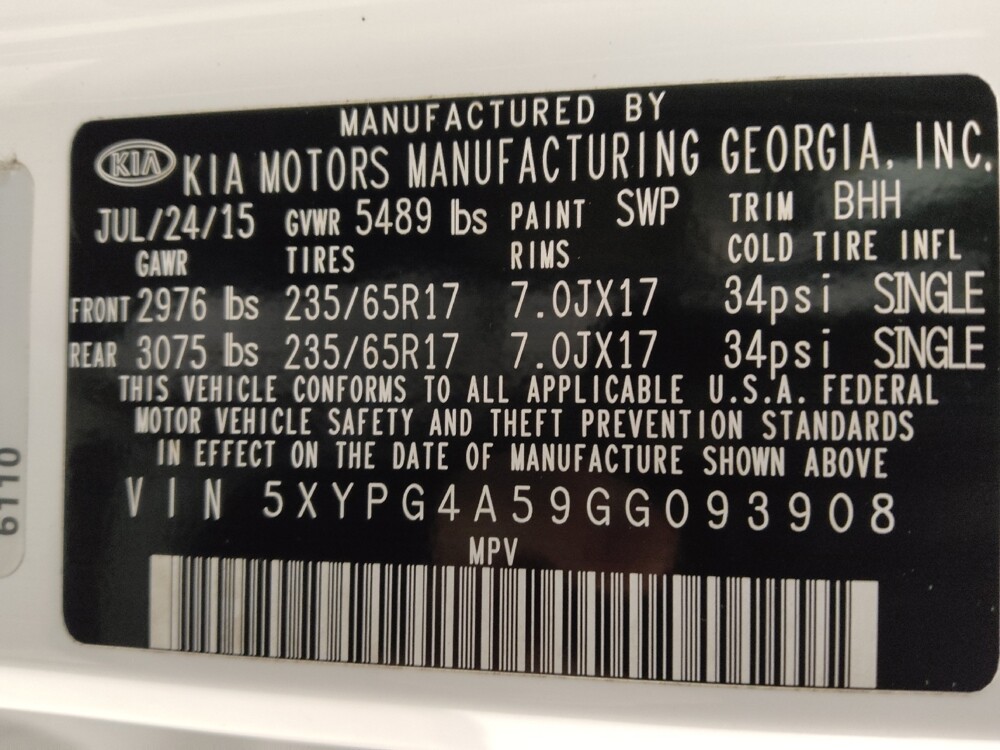 MANUFACTURED BY
KIA KIA MOTORS MANUFACTURING GEORGIA, INC.
JUL/24/15 GVWR 5489 lbs PAINT SWP TRIM BHH
GAWR TIRES RIMS COLD TIRE INFL
FRONT 2976 lbs 235/65R17 7.0JX17 34psi SINGLE
REAR 3075 lbs 235/65R17 7.0JX17 34psi SINGLE
THIS VEHICLE CONFORMS TO ALL APPLICABLE U.S.A. FEDERAL
MOTOR VEHICLE SAFETY AND THEFT PREVENTION STANDARDS
IN EFFECT ON THE DATE OF MANUFACTURE SHOWN ABOVE
VIN 5XYPG4A59GG093908
MPV